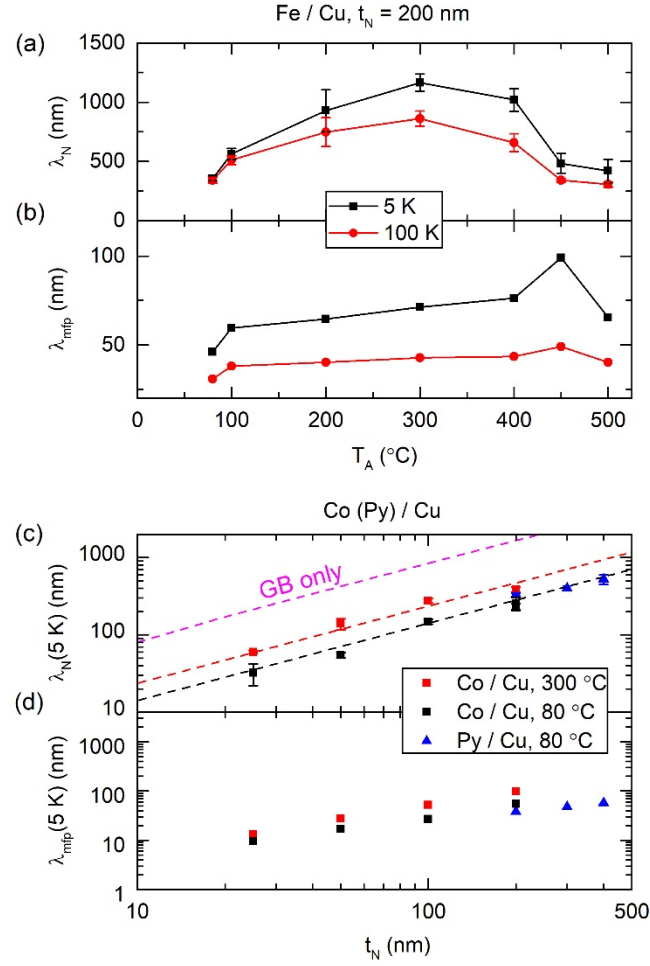 Fe / Cu, t_N = 200 nm
(a)
1500
1000
500
0
λ_N (nm)
(b)
5 K
100 K
100
50
λ_mfp (nm)
0 100 200 300 400 500
T_A (°C)
Co (Py) / Cu
(c)
1000
100
10
λ_N(5 K) (nm)
GB only
(d)
Co / Cu, 300 °C
Co / Cu, 80 °C
Py / Cu, 80 °C
1000
100
10
1
λ_mfp(5 K) (nm)
10 100 500
t_N (nm)